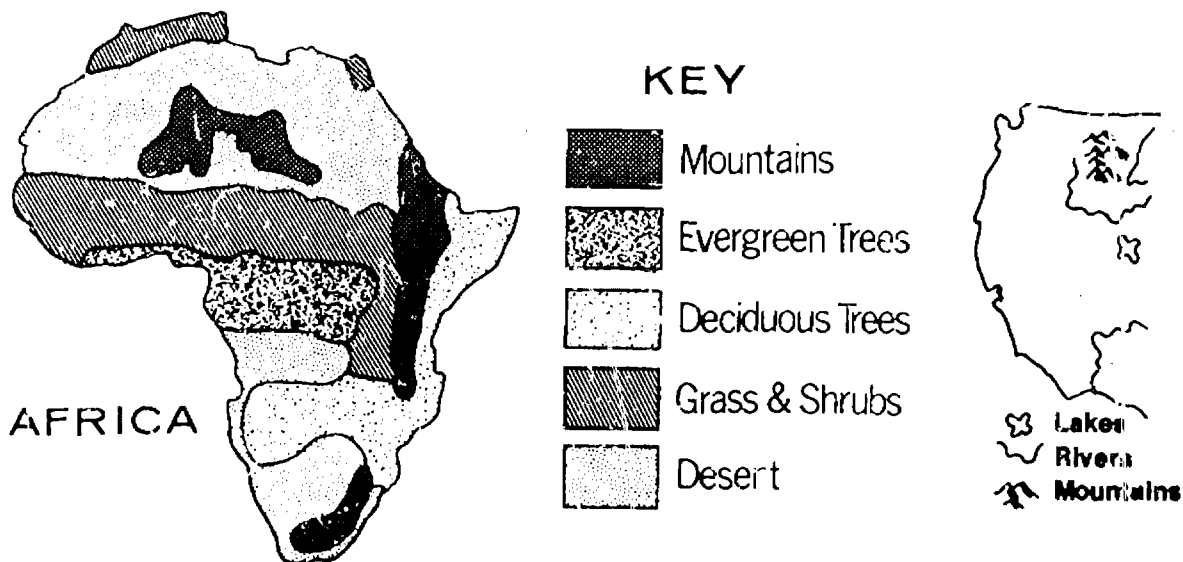 KEY
Mountains
Evergreen Trees
Deciduous Trees
Grass & Shrubs
Desert
AFRICA
Lakes
Rivers
Mountains